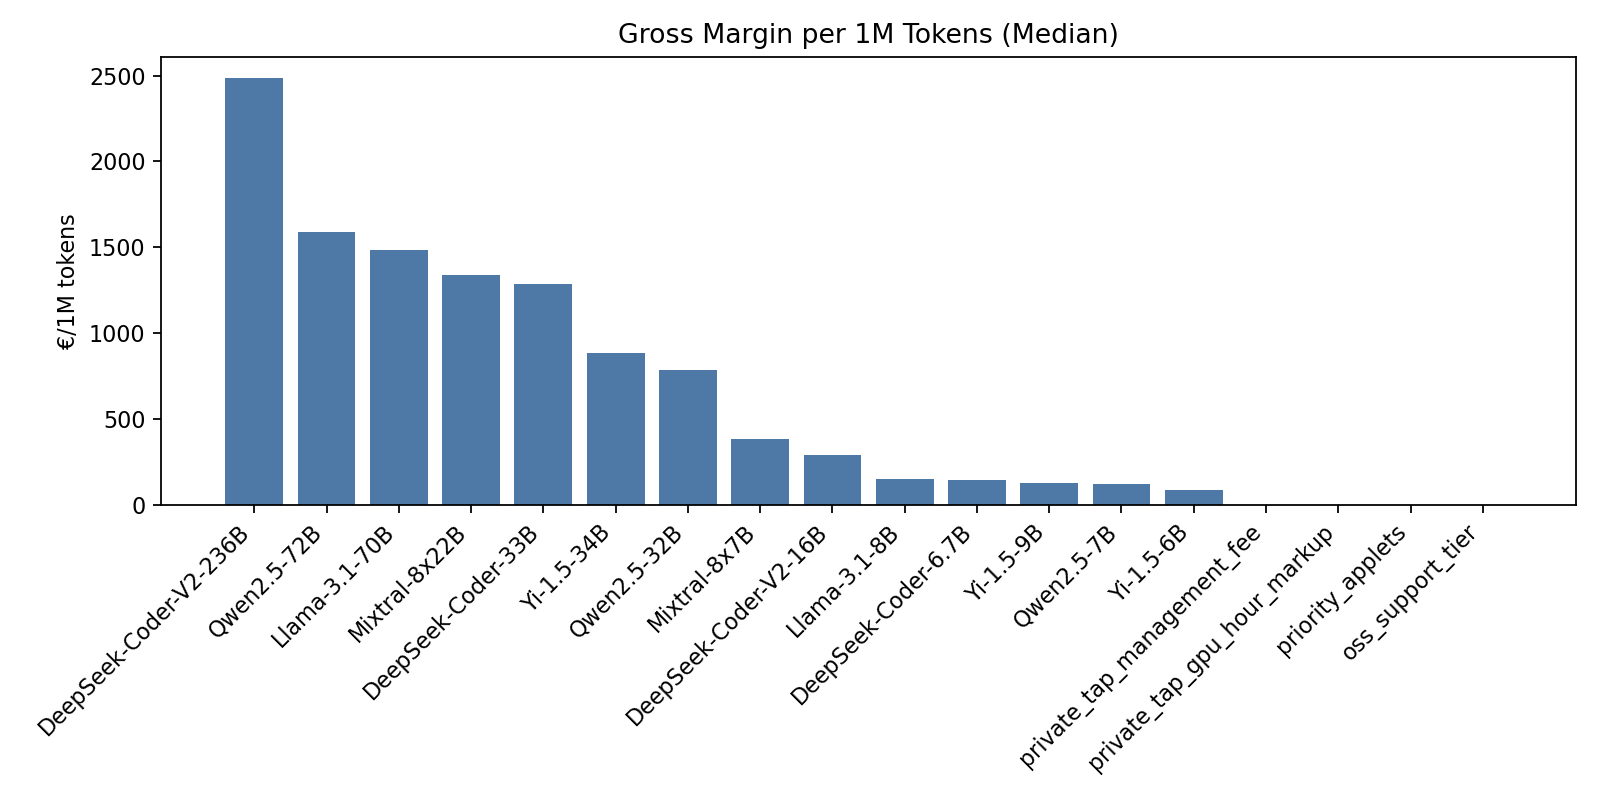 Gross Margin per 1M Tokens (Median)
€/1M tokens
2500
2000
1500
1000
500
0
DeepSeek-Coder-V2-236B
Qwen2.5-72B
Llama-3.1-70B
Mixtral-8x22B
DeepSeek-Coder-33B
Yi-1.5-34B
Qwen2.5-32B
Mixtral-8x7B
DeepSeek-Coder-V2-16B
Llama-3.1-8B
DeepSeek-Coder-6.7B
Yi-1.5-9B
Qwen2.5-7B
Yi-1.5-6B
private_tap_management_fee
private_tap_gpu_hour_markup
priority_applets
oss_support_tier